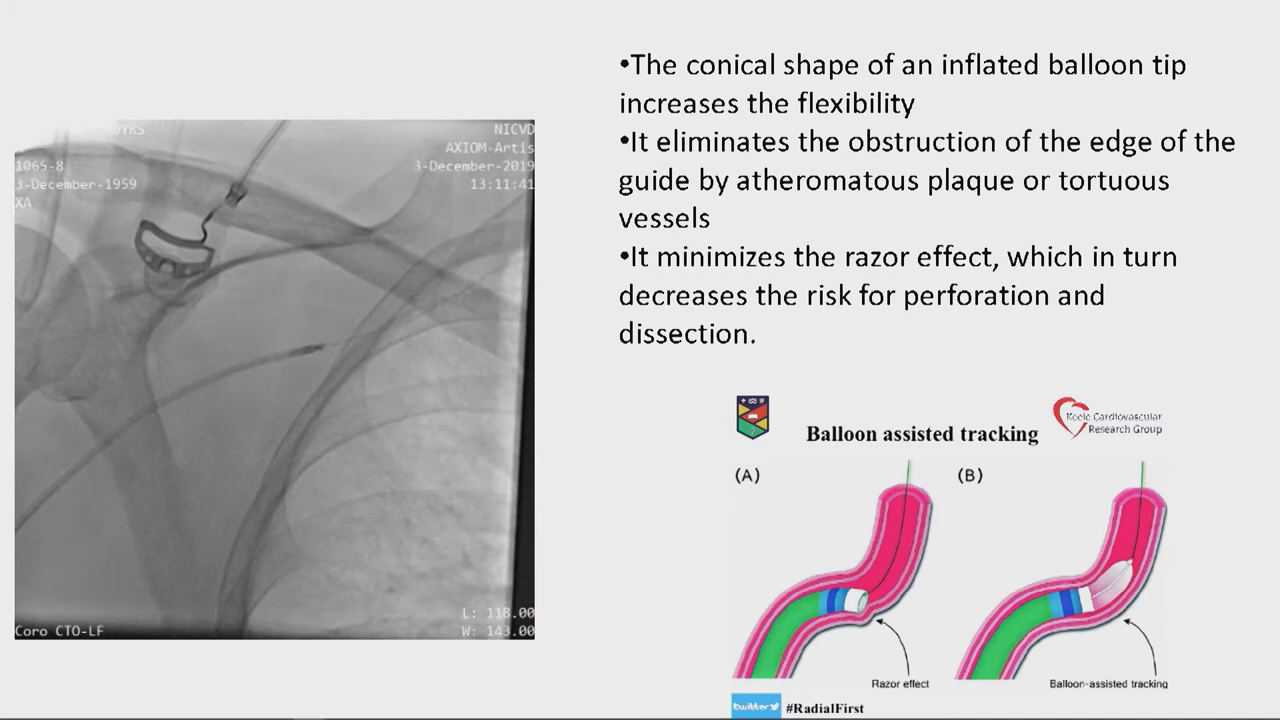 NICVD
AXIOM-Artis
1065-8
3-December-2019
3-December-1959
13:11:41
XA
L: 118.00
Coro CTO-LF
W: 143.00
•The conical shape of an inflated balloon tip
increases the flexibility
•It eliminates the obstruction of the edge of the
guide by atheromatous plaque or tortuous
vessels
•It minimizes the razor effect, which in turn
decreases the risk for perforation and
dissection.
Keele Cardiovascular
Research Group
Balloon assisted tracking
(A)
(B)
Razor effect
Balloon-assisted tracking
twitter
#RadialFirst